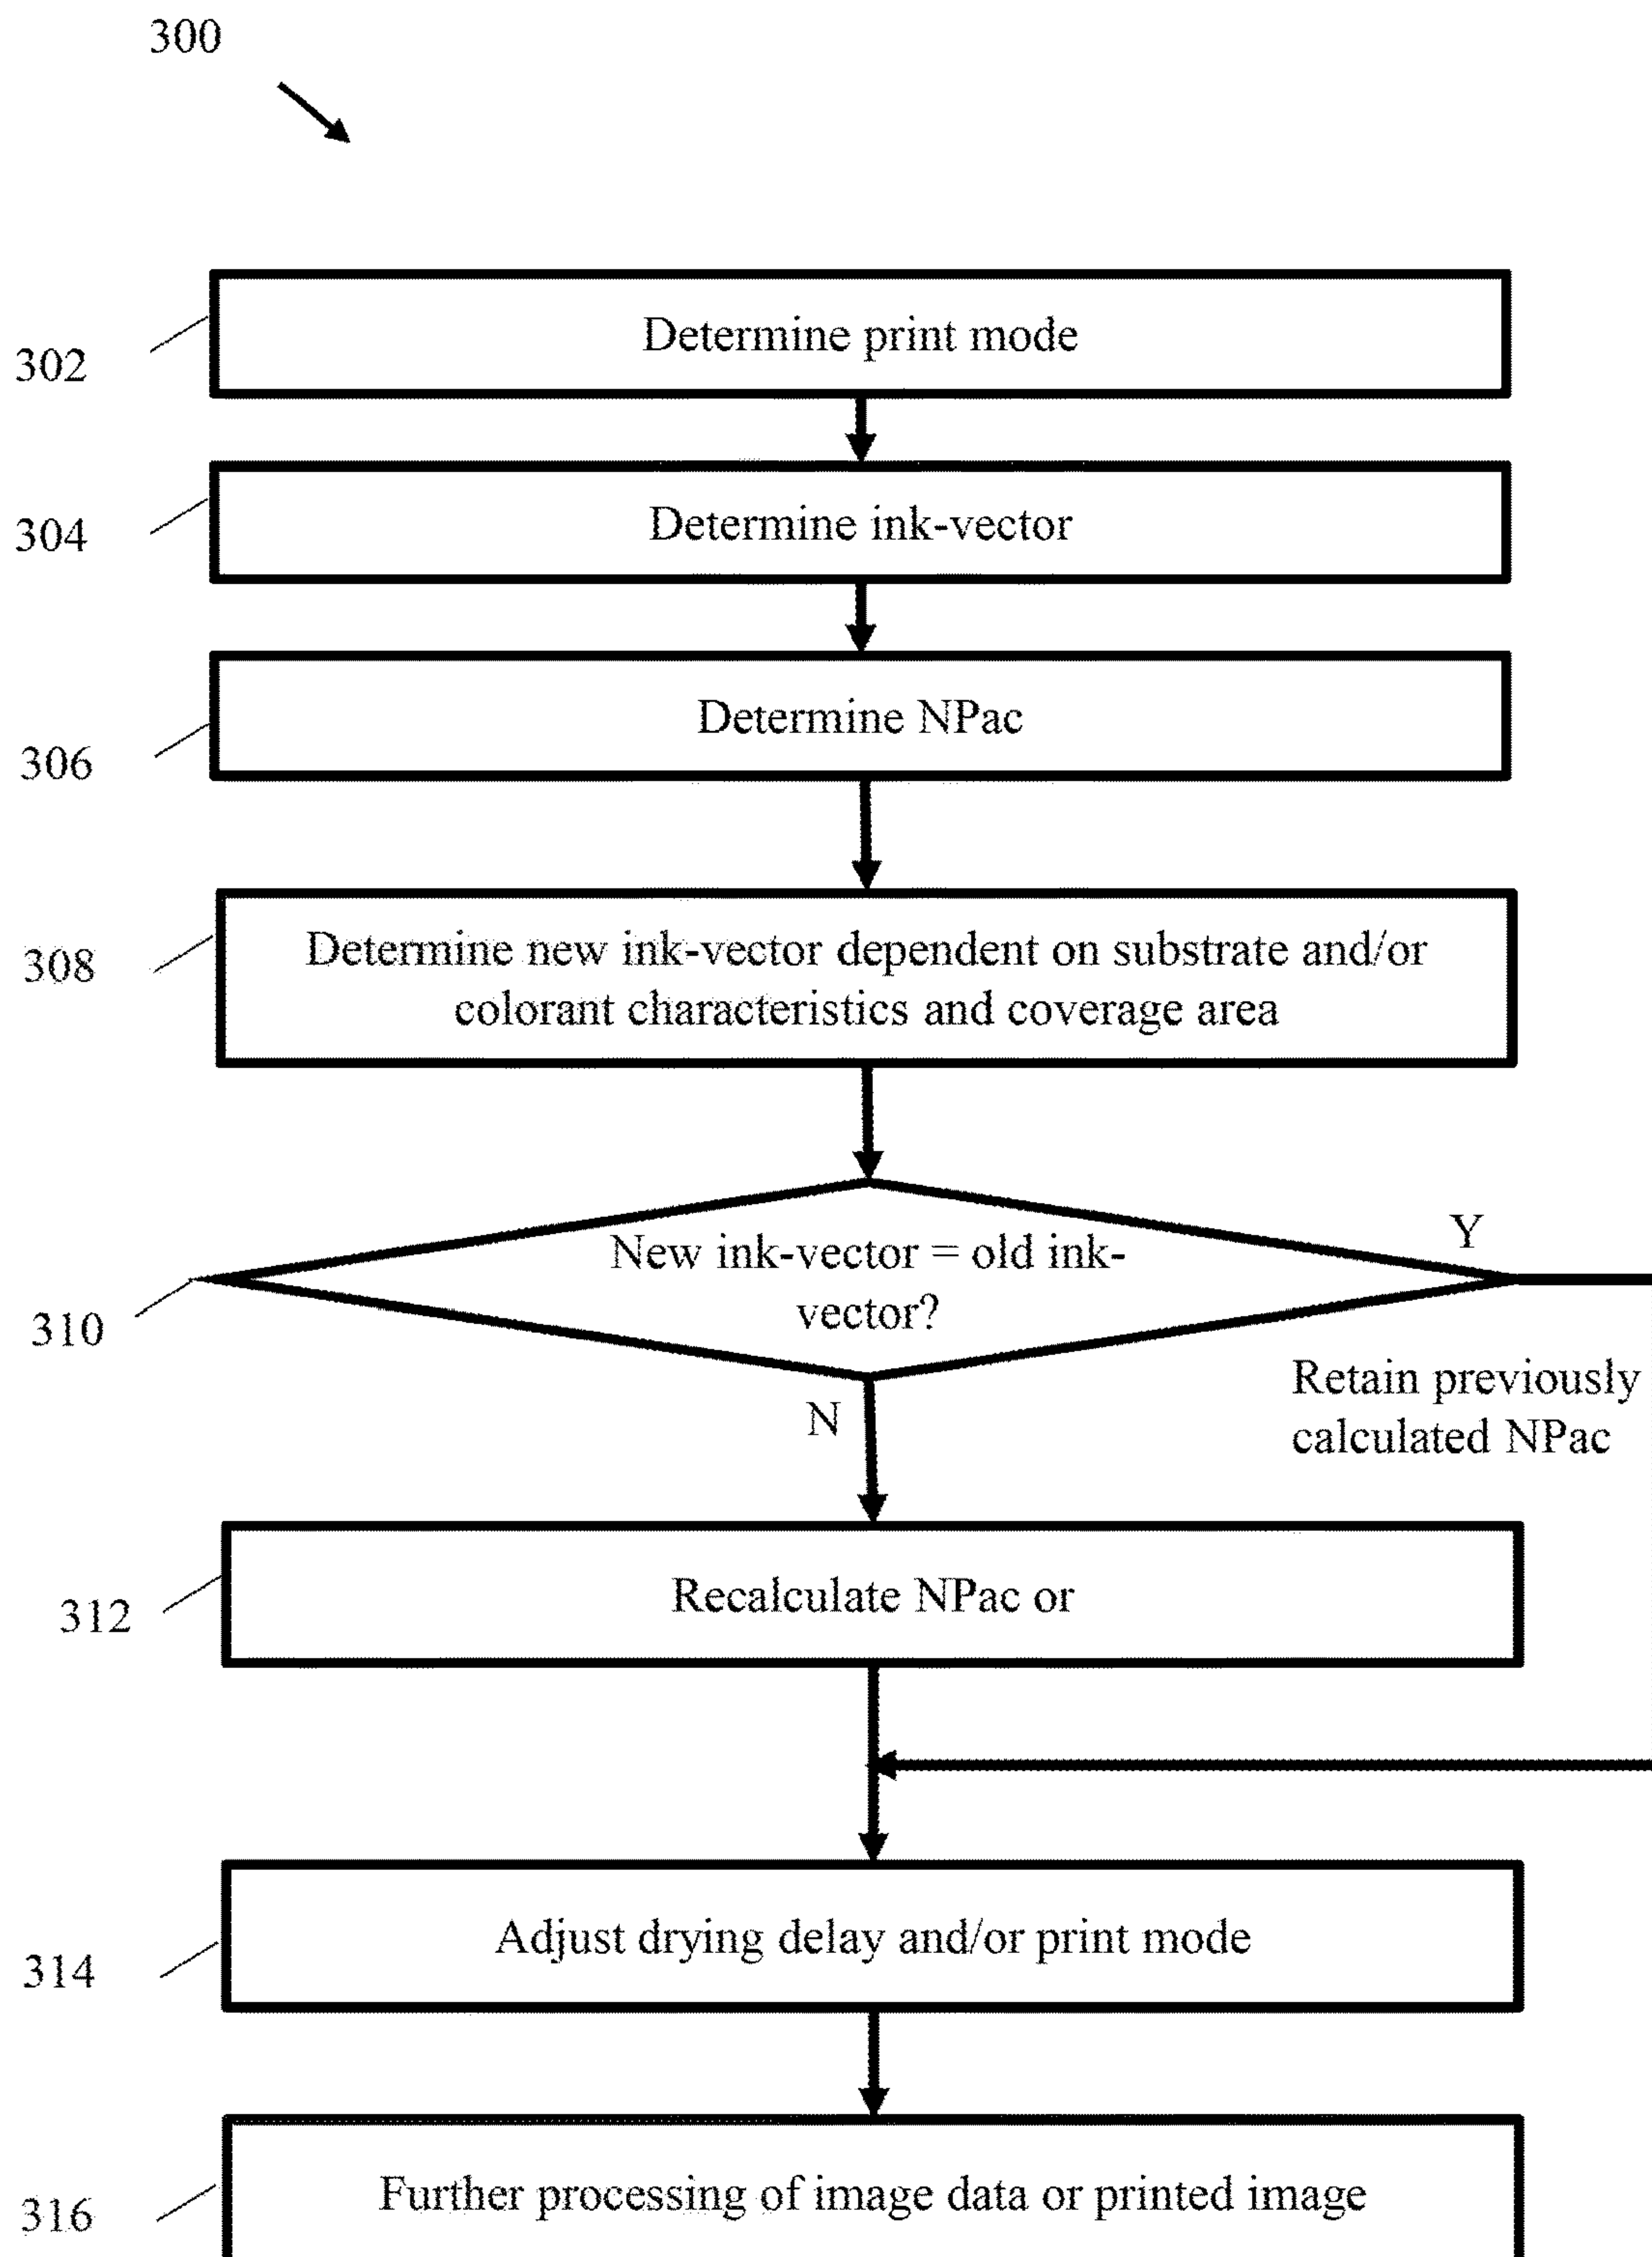 300
302
Determine print mode
304
Determine ink-vector
306
Determine NPac
308
Determine new ink-vector dependent on substrate and/or
colorant characteristics and coverage area
310
New ink-vector = old ink-
vector?
Y
Retain previously
calculated NPac
N
312
Recalculate NPac or
314
Adjust drying delay and/or print mode
316
Further processing of image data or printed image